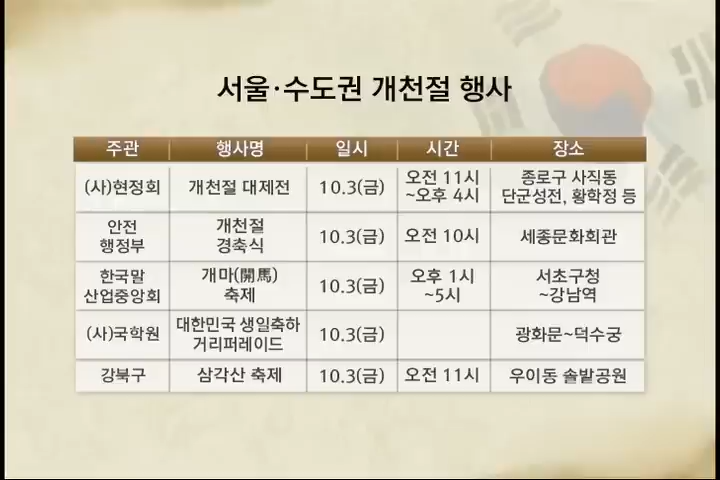 서울·수도권 개천절 행사
주관 행사명 일시 시간 장소
(사)현정회 개천절 대제전 10.3(금) 오전 11시 ~오후 4시 종로구 사직동 단군성전, 황학정 등
안전 행정부 개천절 경축식 10.3(금) 오전 10시 세종문화회관
한국말 산업중앙회 개마(開馬) 축제 10.3(금) 오후 1시 ~5시 서초구청 ~강남역
(사)국학원 대한민국 생일축하 거리퍼레이드 10.3(금) 광화문~덕수궁
강북구 삼각산 축제 10.3(금) 오전 11시 우이동 솔밭공원